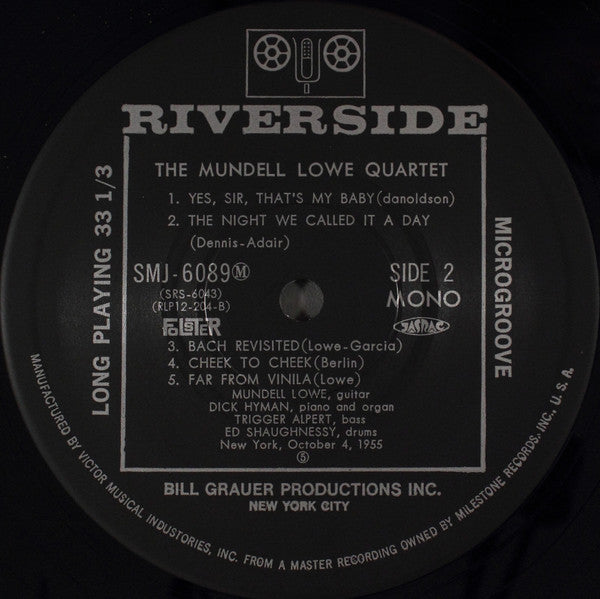 RIVERSIDE
THE MUNDELL LOWE QUARTET
1. YES, SIR, THAT'S MY BABY(danoldson)
2. THE NIGHT WE CALLED IT A DAY
(Dennis-Adair)
SMJ-6089Ⓜ
SIDE 2
(SRS-6043)
MONO
(RLP12-204-B)
JASRAC
3. BACH REVISITED(Lowe-Garcia)
4. CHEEK TO CHEEK(Berlin)
5. FAR FROM VINILA(Lowe)
MUNDELL LOWE, guitar
DICK HYMAN, piano and organ
TRIGGER ALPERT, bass
ED SHAUGHNESSY, drums
New York, October 4, 1955
⑤
BILL GRAUER PRODUCTIONS INC.
NEW YORK CITY
LONG PLAYING 33 1/3
MICROGROOVE
MANUFACTURED BY VICTOR MUSICAL INDUSTORIES, INC. FROM A MASTER RECORDING OWNED BY MILESTONE RECORDS, INC., U. S. A.